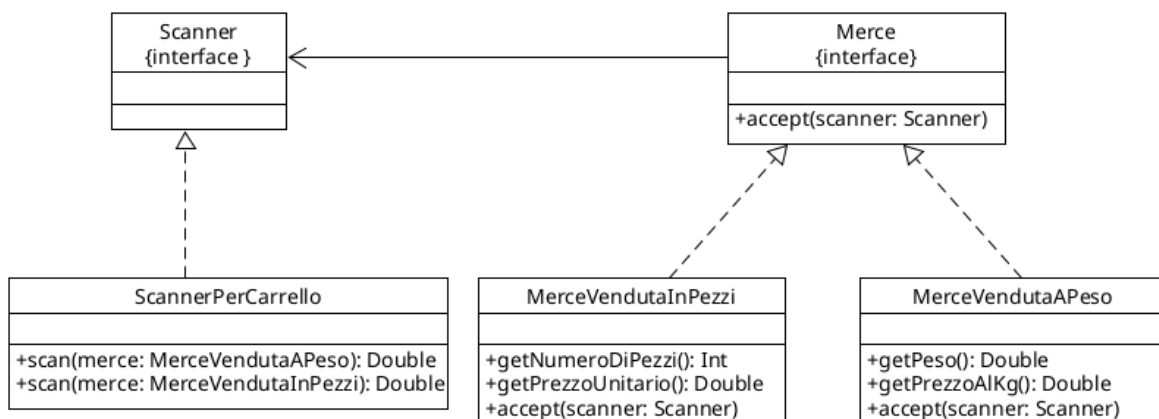 Scanner
{interface }
Merce
{interface}
+accept(scanner: Scanner)
ScannerPerCarrello
+scan(merce: MerceVendutaAPeso): Double
+scan(merce: MerceVendutaInPezzi): Double
MerceVendutaInPezzi
+getNumeroDiPezzi(): Int
+getPrezzoUnitario(): Double
+accept(scanner: Scanner)
MerceVendutaAPeso
+getPeso(): Double
+getPrezzoAlKg(): Double
+accept(scanner: Scanner)